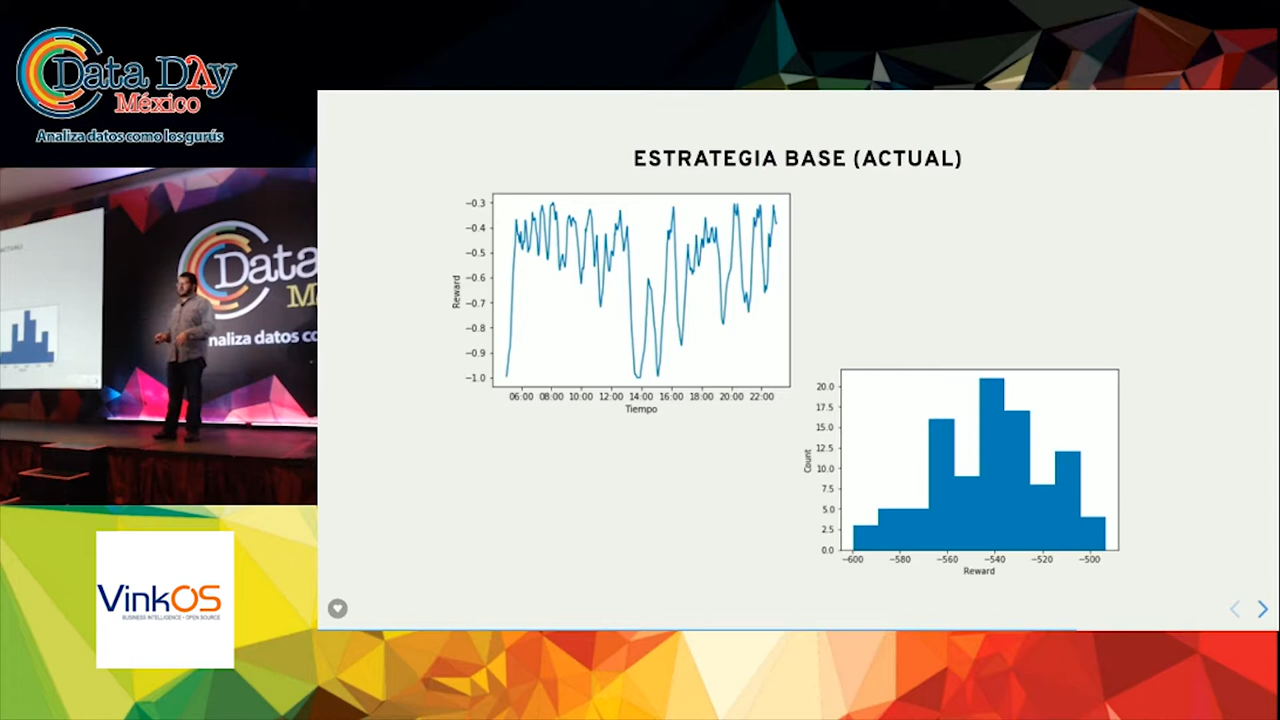 Data Day
México
Analiza datos como los gurús
ESTRATEGIA BASE (ACTUAL)
−0.3
−0.4
−0.5
−0.6
−0.7
−0.8
−0.9
−1.0
Reward
06:00 08:00 10:00 12:00 14:00 16:00 18:00 20:00 22:00
Tiempo
20.0
17.5
15.0
12.5
10.0
7.5
5.0
2.5
0.0
Count
−600 −580 −560 −540 −520 −500
Reward
Data
naliza datos co
VinkOS
BUSINESS INTELLIGENCE • OPEN SOURCE